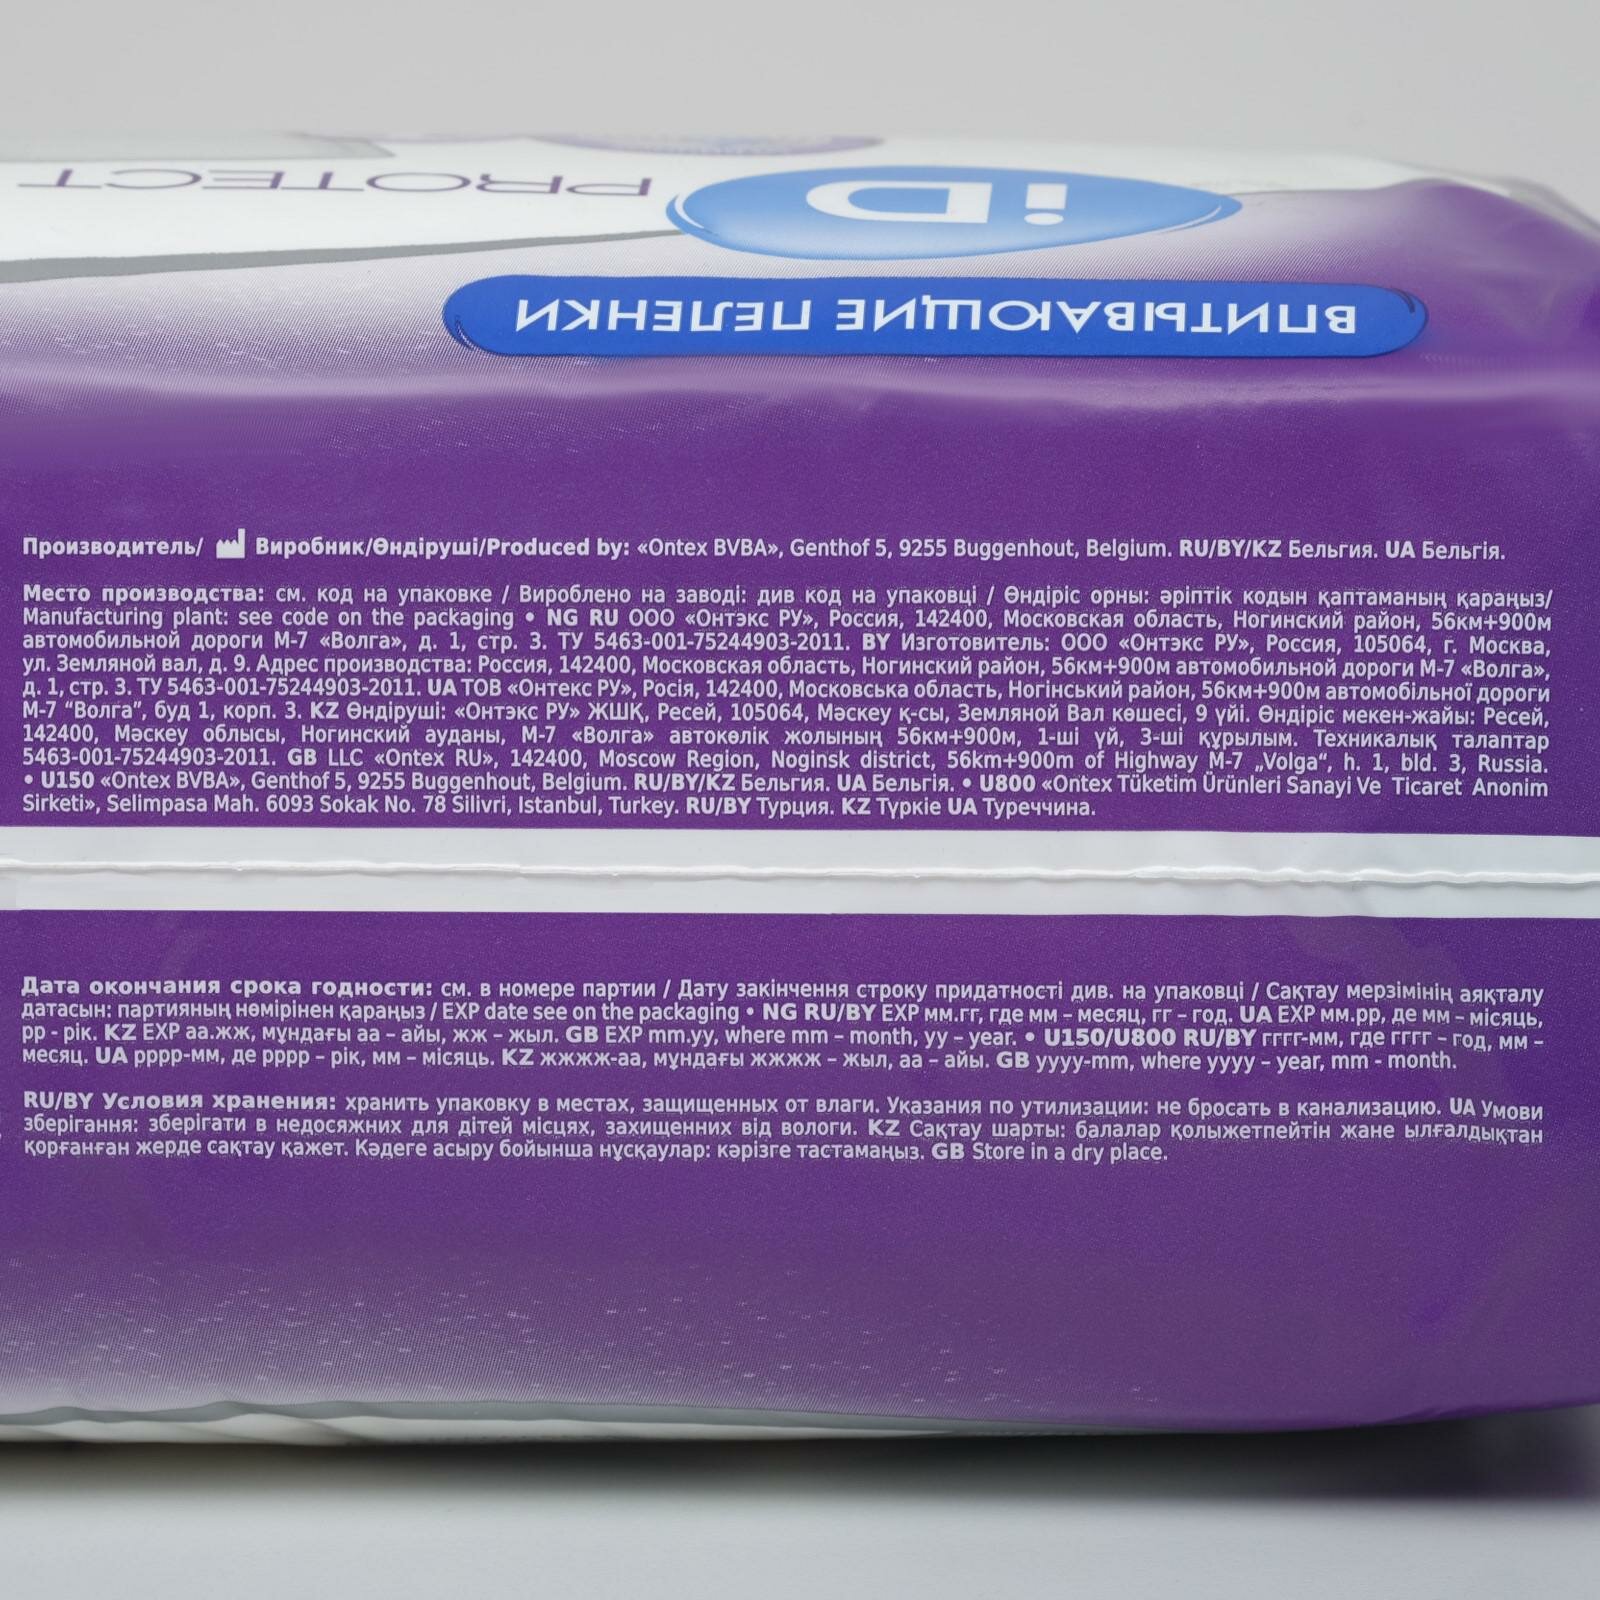 iD PROTECT
ВПИТЫВАЮЩИЕ ПЕЛЕНКИ
Производитель/ Виробник/Өндіруші/Produced by: «Ontex BVBA», Genthof 5, 9255 Buggenhout, Belgium. RU/BY/KZ Бельгия. UA Бельгія.
Место производства: см. код на упаковке / Вироблено на заводі: див код на упаковці / Өндіріс орны: әріптік кодын қаптаманың қараңыз/
Manufacturing plant: see code on the packaging • NG RU ООО «Онтэкс РУ», Россия, 142400, Московская область, Ногинский район, 56км+900м
автомобильной дороги М-7 «Волга», д. 1, стр. 3. ТУ 5463-001-75244903-2011. BY Изготовитель: ООО «Онтэкс РУ», Россия, 105064, г. Москва,
ул. Земляной вал, д. 9. Адрес производства: Россия, 142400, Московская область, Ногинский район, 56км+900м автомобильной дороги М-7 «Волга»,
д. 1, стр. 3. ТУ 5463-001-75244903-2011. UA ТОВ «Онтекс РУ», Росія, 142400, Московська область, Ногінський район, 56км+900м автомобільної дороги
М-7 “Волга”, буд 1, корп. 3. KZ Өндіруші: «Онтэкс РУ» ЖШҚ, Ресей, 105064, Мәскеу қ-сы, Земляной Вал көшесі, 9 үйі. Өндіріс мекен-жайы: Ресей,
142400, Мәскеу облысы, Ногинский ауданы, М-7 «Волга» автокөлік жолының 56км+900м, 1-ші үй, 3-ші құрылым. Техникалық талаптар
5463-001-75244903-2011. GB LLC «Ontex RU», 142400, Moscow Region, Noginsk district, 56km+900m of Highway M-7 „Volga“, h. 1, bld. 3, Russia.
• U150 «Ontex BVBA», Genthof 5, 9255 Buggenhout, Belgium. RU/BY/KZ Бельгия. UA Бельгія. • U800 «Ontex Tüketim Ürünleri Sanayi Ve Ticaret Anonim
Sirketi», Selimpasa Mah. 6093 Sokak No. 78 Silivri, Istanbul, Turkey. RU/BY Турция. KZ Түркіе UA Туреччина.
Дата окончания срока годности: см. в номере партии / Дату закінчення строку придатності див. на упаковці / Сақтау мерзімінің аяқталу
датасын: партияның нөмірінен қараңыз / EXP date see on the packaging • NG RU/BY EXP мм.гг, где мм – месяц, гг – год. UA EXP мм.рр, де мм – місяць,
рр - рік. KZ EXP аа.жж, мұндағы аа – айы, жж – жыл. GB EXP mm.yy, where mm – month, yy – year. • U150/U800 RU/BY гггг-мм, где гггг – год, мм –
месяц. UA рррр-мм, де рррр – рік, мм – місяць. KZ жжжж-аа, мұндағы жжжж – жыл, аа – айы. GB yyyy-mm, where yyyy – year, mm - month.
RU/BY Условия хранения: хранить упаковку в местах, защищенных от влаги. Указания по утилизации: не бросать в канализацию. UA Умови
зберігання: зберігати в недосяжних для дітей місцях, захищенних від вологи. KZ Сақтау шарты: балалар қолыжетпейтін жане ылғалдықтан
қорғанған жерде сақтау қажет. Кәдеге асыру бойынша нұсқаулар: кәрізге тастамаңыз. GB Store in a dry place.